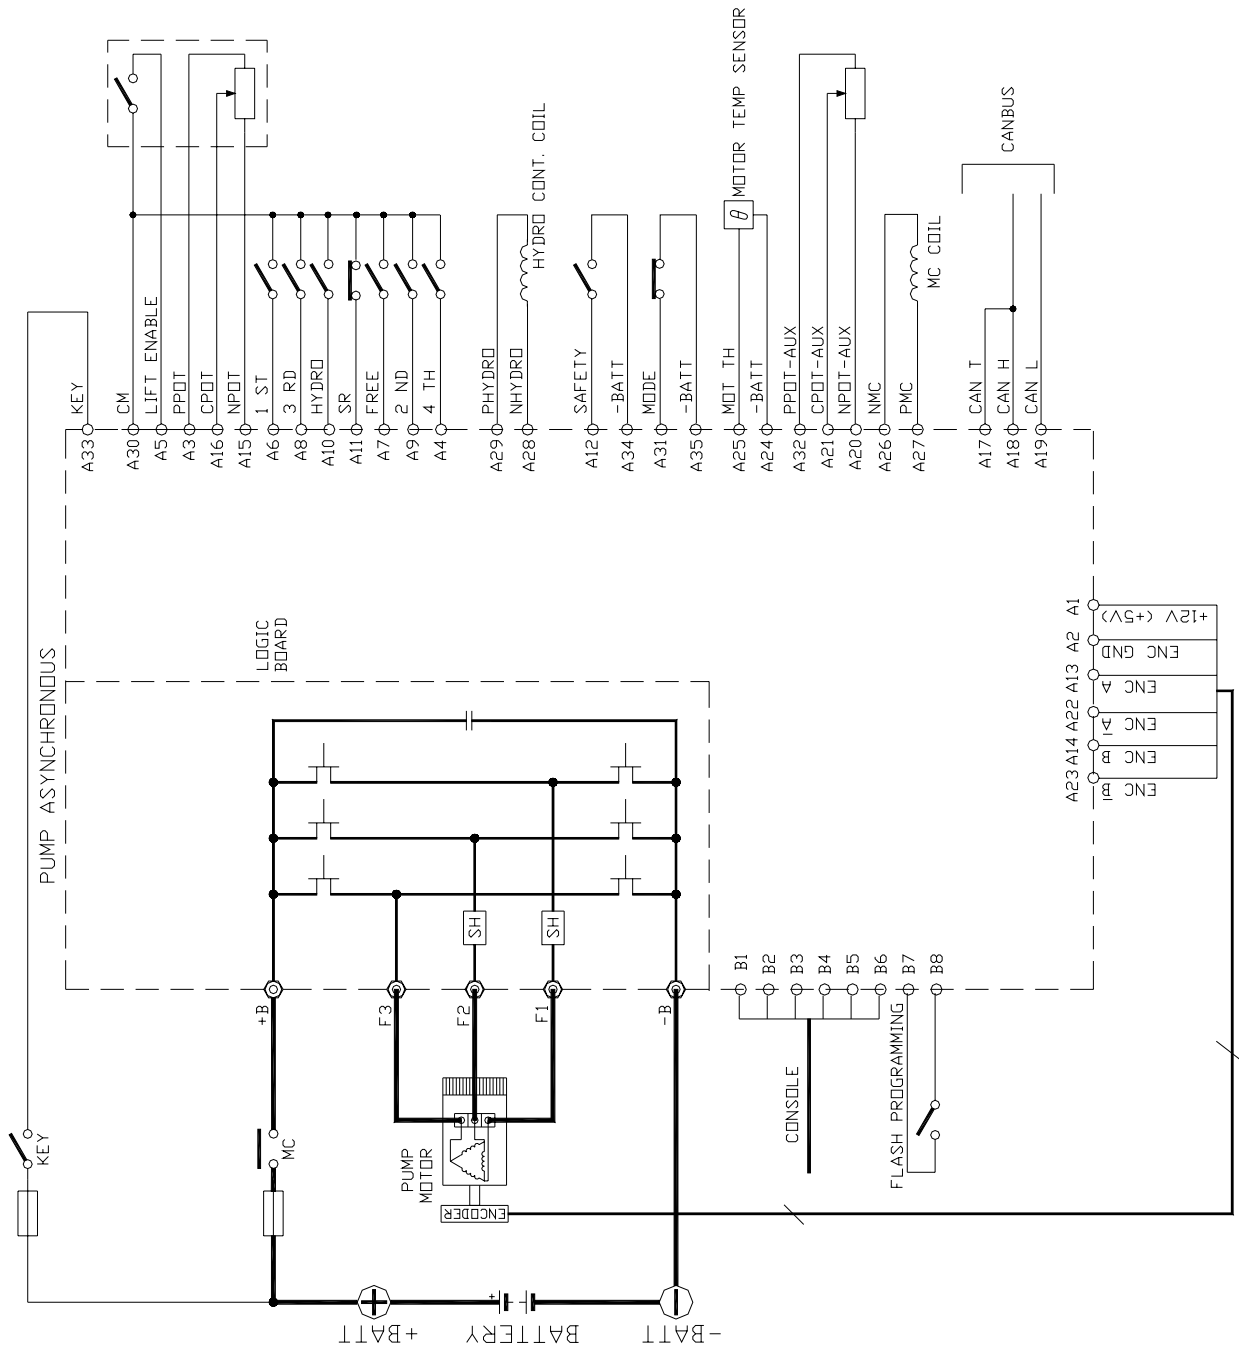 PUMP ASYNCHRONOUS
KEY
A33
CM
A30
LIFT ENABLE
A5
PPOT
A3
CPOT
A16
NPOT
A15
1 ST
A6
3 RD
A8
HYDRO
A10
SR
A11
FREE
A7
2 ND
A9
4 TH
A4
PHYDRO
A29
NHYDRO
A28
HYDRO CONT. COIL
SAFETY
A12
-BATT
A34
MODE
A31
-BATT
A35
MOT TH
A25
-BATT
A24
MOTOR TEMP SENSOR
θ
PPOT-AUX
A32
CPOT-AUX
A21
NPOT-AUX
A20
NMC
A26
PMC
A27
MC COIL
CAN T
A17
CAN H
A18
CAN L
A19
CANBUS
LOGIC
BOARD
A1
+12V (+5V)
A2
ENC GND
A13
ENC A
A22
ENC A̅
A14
ENC B
A23
ENC B̅
SH
SH
+B
F3
F2
F1
-B
B1
B2
B3
B4
B5
B6
B7
B8
CONSOLE
FLASH PROGRAMMING
KEY
MC
PUMP
MOTOR
ENCODER
+BATT
+
BATTERY
-BATT